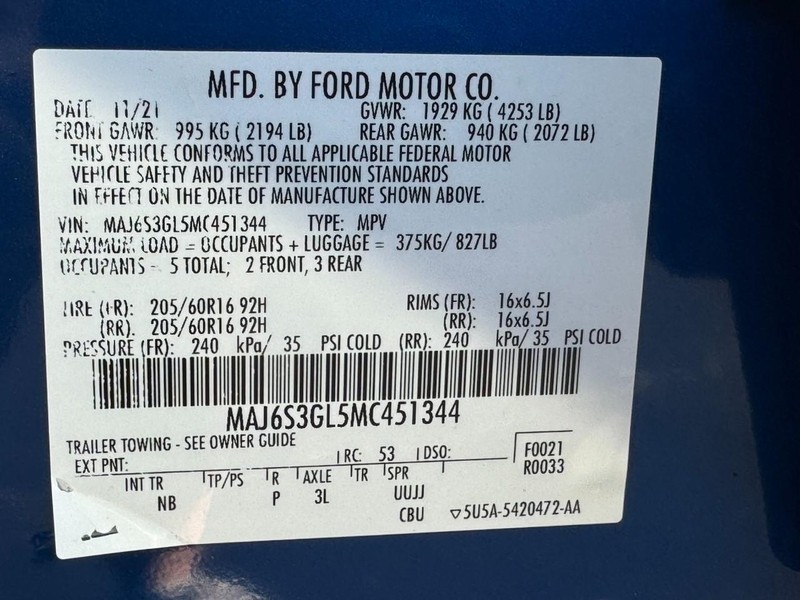 MFD. BY FORD MOTOR CO.
DATE 11/21 GVWR: 1929 KG ( 4253 LB)
FRONT GAWR: 995 KG ( 2194 LB) REAR GAWR: 940 KG ( 2072 LB)
THIS VEHICLE CONFORMS TO ALL APPLICABLE FEDERAL MOTOR
VEHICLE SAFETY AND THEFT PREVENTION STANDARDS
IN EFFECT ON THE DATE OF MANUFACTURE SHOWN ABOVE.
VIN: MAJ6S3GL5MC451344 TYPE: MPV
MAXIMUM LOAD = OCCUPANTS + LUGGAGE = 375KG/ 827LB
OCCUPANTS - 5 TOTAL; 2 FRONT, 3 REAR
TIRE (FR): 205/60R16 92H RIMS (FR): 16x6.5J
(RR). 205/60R16 92H (RR): 16x6.5J
PRESSURE (FR): 240 kPa/ 35 PSI COLD (RR): 240 kPa/ 35 PSI COLD
MAJ6S3GL5MC451344
TRAILER TOWING - SEE OWNER GUIDE
EXT PNT: RC: 53 DSO: F0021
R0033
INT TR TP/PS R AXLE TR SPR
NB P 3L UUJJ
CBU ▽5U5A-5420472-AA